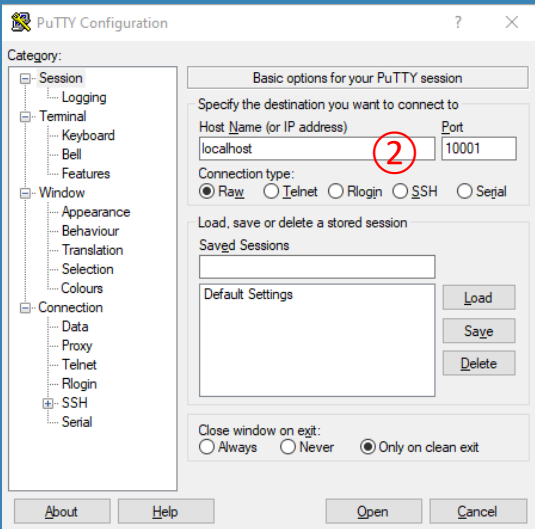 PuTTY Configuration
?
Category:
Session
Logging
Terminal
Keyboard
Bell
Features
Window
Appearance
Behaviour
Translation
Selection
Colours
Connection
Data
Proxy
Telnet
Rlogin
SSH
Serial
Basic options for your PuTTY session
Specify the destination you want to connect to
Host Name (or IP address) Port
localhost 2 10001
Connection type:
Raw Telnet Rlogin SSH Serial
Load, save or delete a stored session
Saved Sessions
Default Settings
Load
Save
Delete
Close window on exit:
Always Never Only on clean exit
About Help Open Cancel